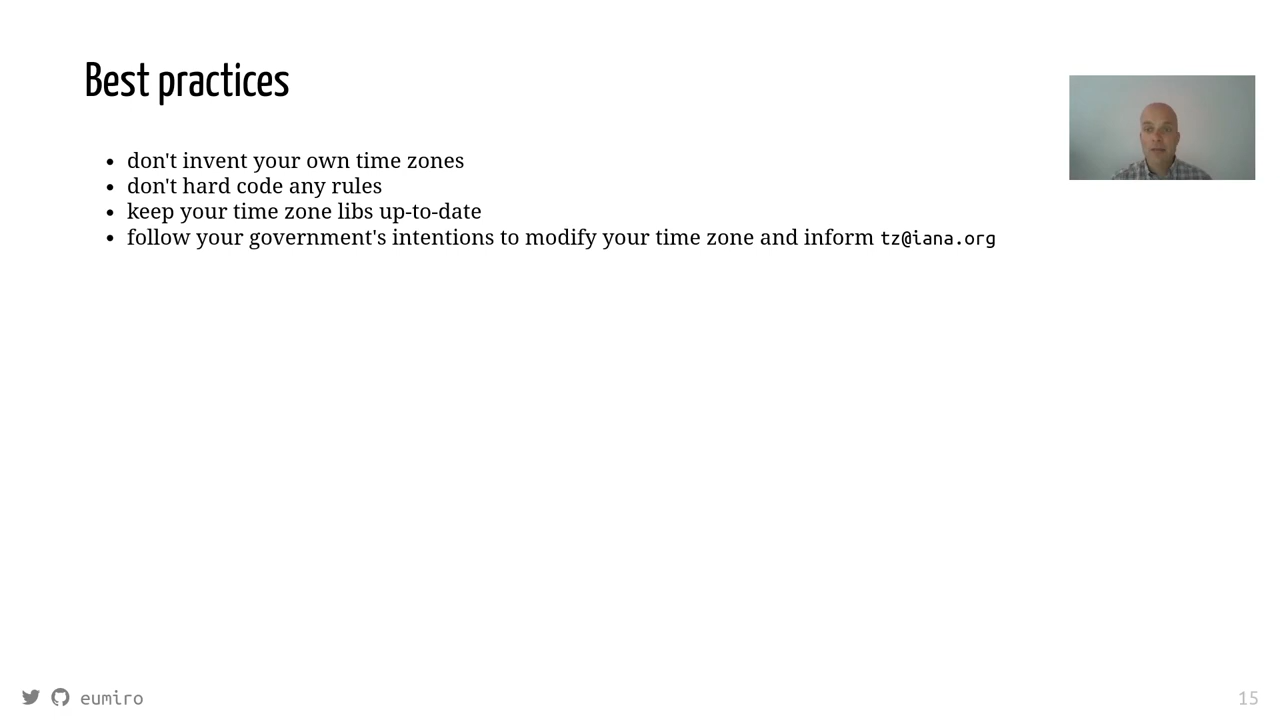 Best practices
don't invent your own time zones
don't hard code any rules
keep your time zone libs up-to-date
follow your government's intentions to modify your time zone and inform tz@iana.org
eumiro
15